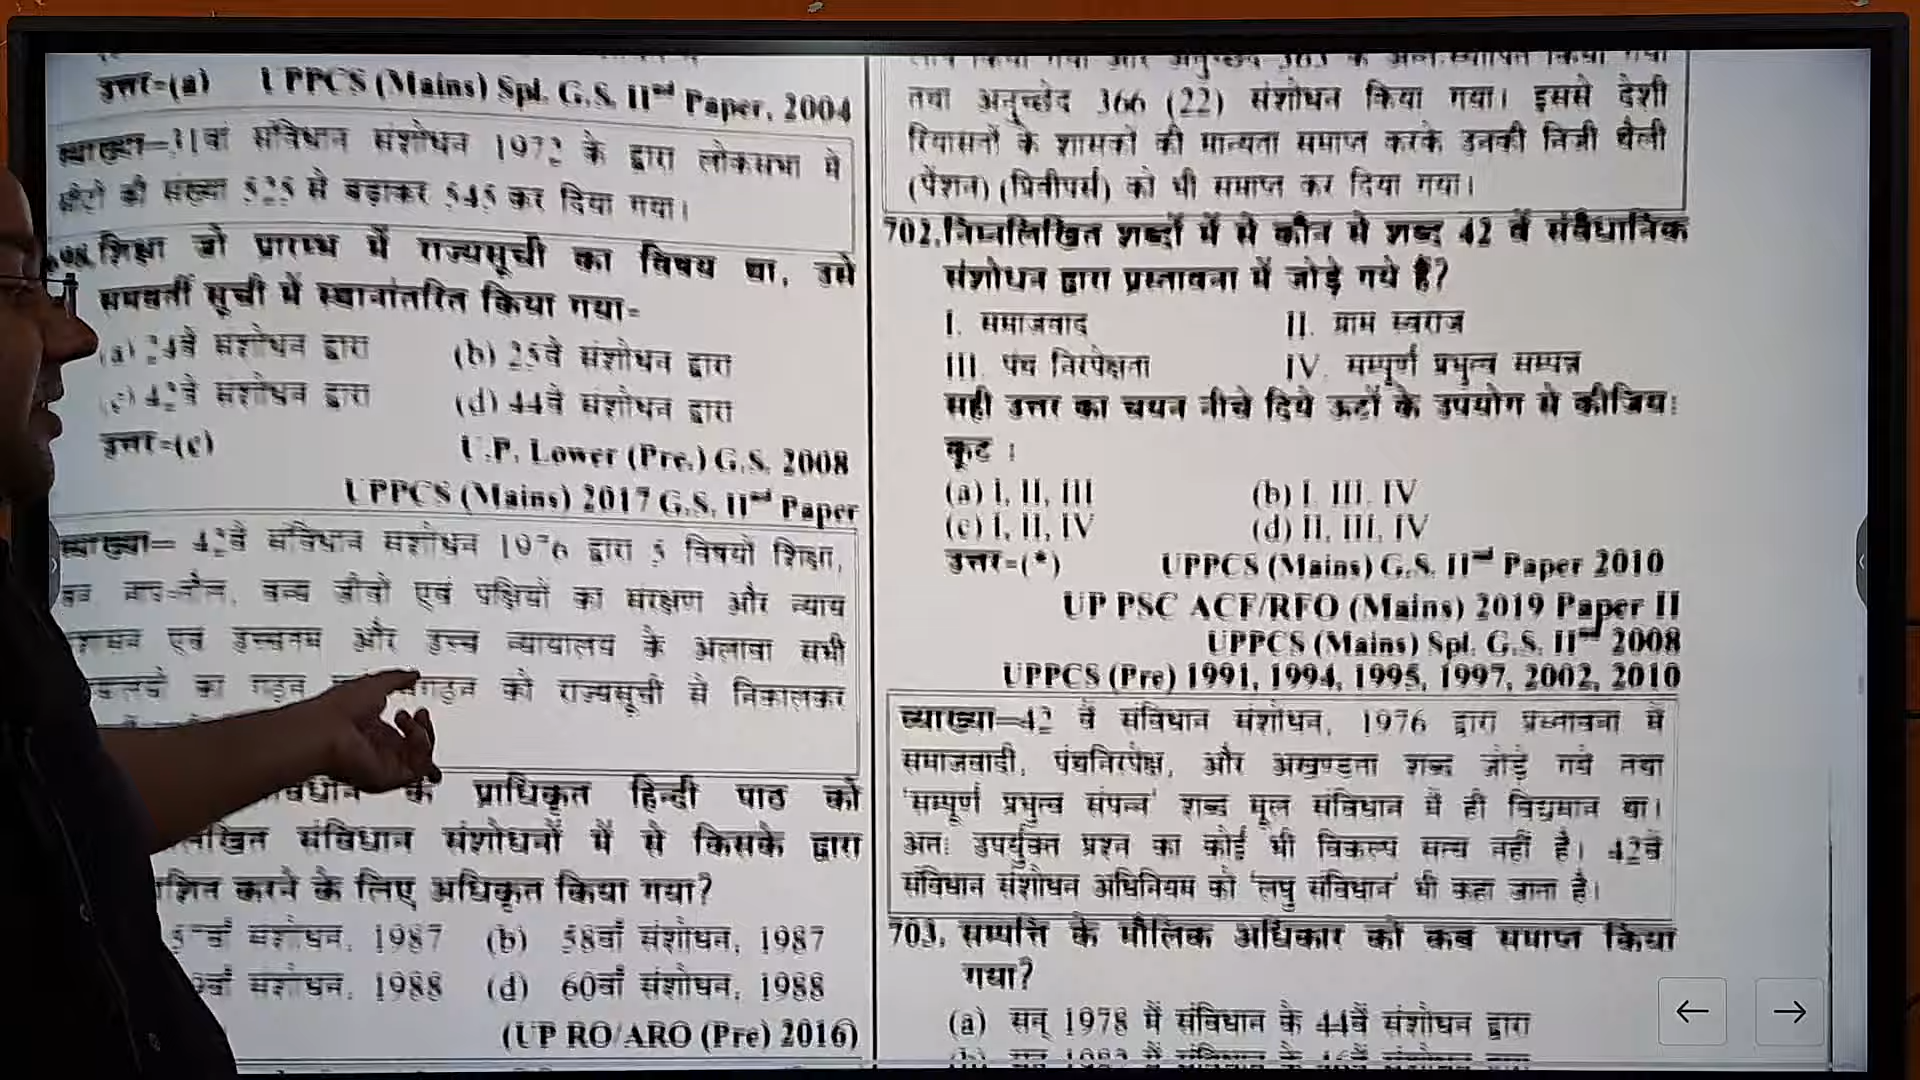 उत्तर=(a) UPPCS (Mains) Spl. G.S. IInd Paper, 2004
व्याख्या–31वां संविधान संशोधन 1972 के द्वारा लोकसभा में
सीटों की संख्या 525 से बढ़ाकर 545 कर दिया गया।
698. शिक्षा जो प्रारम्भ में राज्यसूची का विषय था, उसे
समवर्ती सूची में स्थानांतरित किया गया–
(a) 24वें संशोधन द्वारा (b) 25वें संशोधन द्वारा
(c) 42वें संशोधन द्वारा (d) 44वें संशोधन द्वारा
उत्तर=(c) U.P. Lower (Pre.) G.S. 2008
UPPCS (Mains) 2017 G.S. IInd Paper
व्याख्या– 42वें संविधान संशोधन 1976 द्वारा 5 विषयों शिक्षा,
नाप-तौल, वन्य जीवों एवं पक्षियों का संरक्षण और न्याय
एवं उच्चतम और उच्च न्यायालय के अलावा सभी
का गठन को राज्यसूची से निकालकर
के प्राधिकृत हिन्दी पाठ को
संविधान संशोधनों में से किसके द्वारा
करने के लिए अधिकृत किया गया?
संशोधन, 1987 (b) 58वाँ संशोधन, 1987
संशोधन, 1988 (d) 60वाँ संशोधन, 1988
(UP RO/ARO (Pre) 2016)
तथा अनुच्छेद 366 (22) संशोधन किया गया। इससे देशी
रियासतों के शासकों की मान्यता समाप्त करके उनकी निजी थैली
(पेंशन) (प्रिवीपर्स) को भी समाप्त कर दिया गया।
702. निम्नलिखित शब्दों में से कौन से शब्द 42 वें संवैधानिक
संशोधन द्वारा प्रस्तावना में जोड़े गये हैं?
I. समाजवाद II. ग्राम स्वराज
III. पंथ निरपेक्षता IV. सम्पूर्ण प्रभुत्व सम्पन्न
सही उत्तर का चयन नीचे दिये कूटों के उपयोग से कीजिये:
कूट :
(a) I, II, III (b) I, III, IV
(c) I, II, IV (d) II, III, IV
उत्तर=(*) UPPCS (Mains) G.S. IInd Paper 2010
UP PSC ACF/RFO (Mains) 2019 Paper II
UPPCS (Mains) Spl. G.S. IInd 2008
UPPCS (Pre) 1991, 1994, 1995, 1997, 2002, 2010
व्याख्या–42 वें संविधान संशोधन, 1976 द्वारा प्रस्तावना में
समाजवादी, पंथनिरपेक्ष, और अखण्डता शब्द जोड़े गये तथा
'सम्पूर्ण प्रभुत्व संपन्न' शब्द मूल संविधान में ही विद्यमान था।
अतः उपर्युक्त प्रश्न का कोई भी विकल्प सत्य नहीं है। 42वें
संविधान संशोधन अधिनियम को 'लघु संविधान' भी कहा जाता है।
703. सम्पत्ति के मौलिक अधिकार को कब समाप्त किया
गया?
(a) सन् 1978 में संविधान के 44वें संशोधन द्वारा